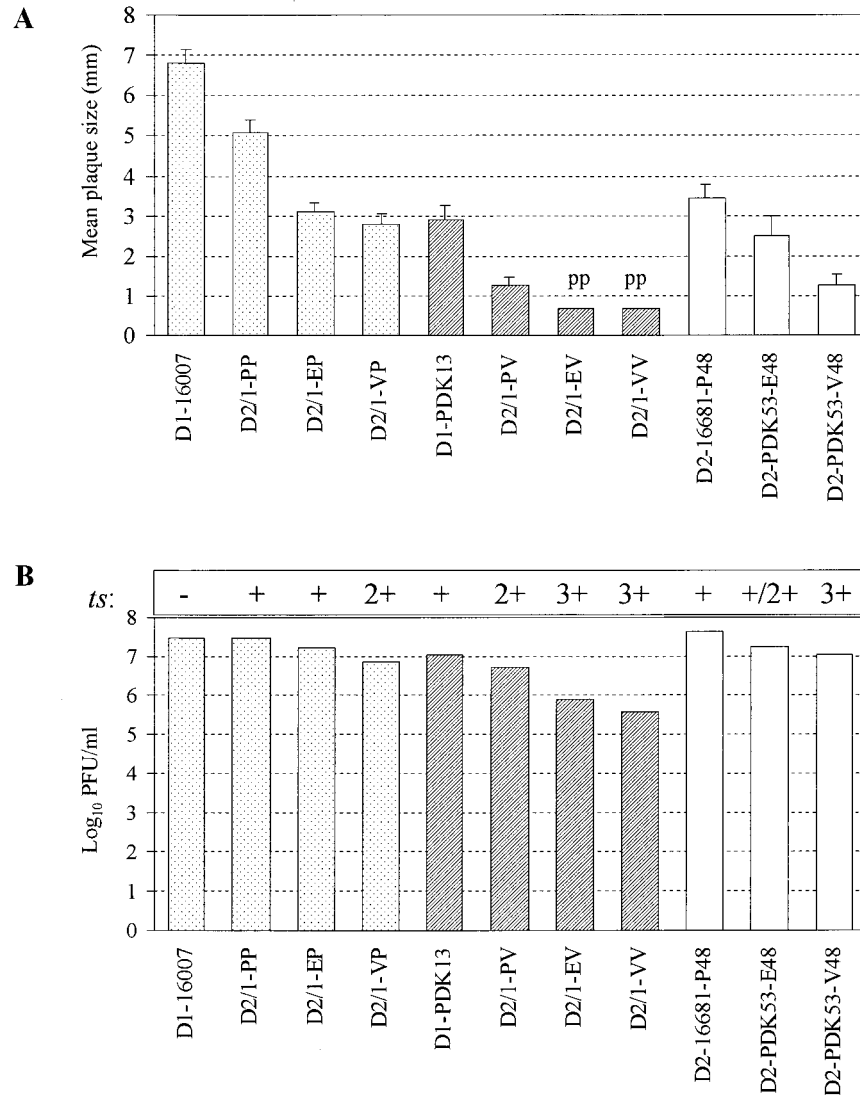 A
Mean plaque size (mm)
8
7
6
5
4
3
2
1
0
pp
pp
D1-16007
D2/1-PP
D2/1-EP
D2/1-VP
D1-PDK13
D2/1-PV
D2/1-EV
D2/1-VV
D2-16681-P48
D2-PDK53-E48
D2-PDK53-V48
B
ts: - + + 2+ + 2+ 3+ 3+ + +/2+ 3+
Log10 PFU/ml
8
7
6
5
4
3
2
1
0
D1-16007
D2/1-PP
D2/1-EP
D2/1-VP
D1-PDK13
D2/1-PV
D2/1-EV
D2/1-VV
D2-16681-P48
D2-PDK53-E48
D2-PDK53-V48